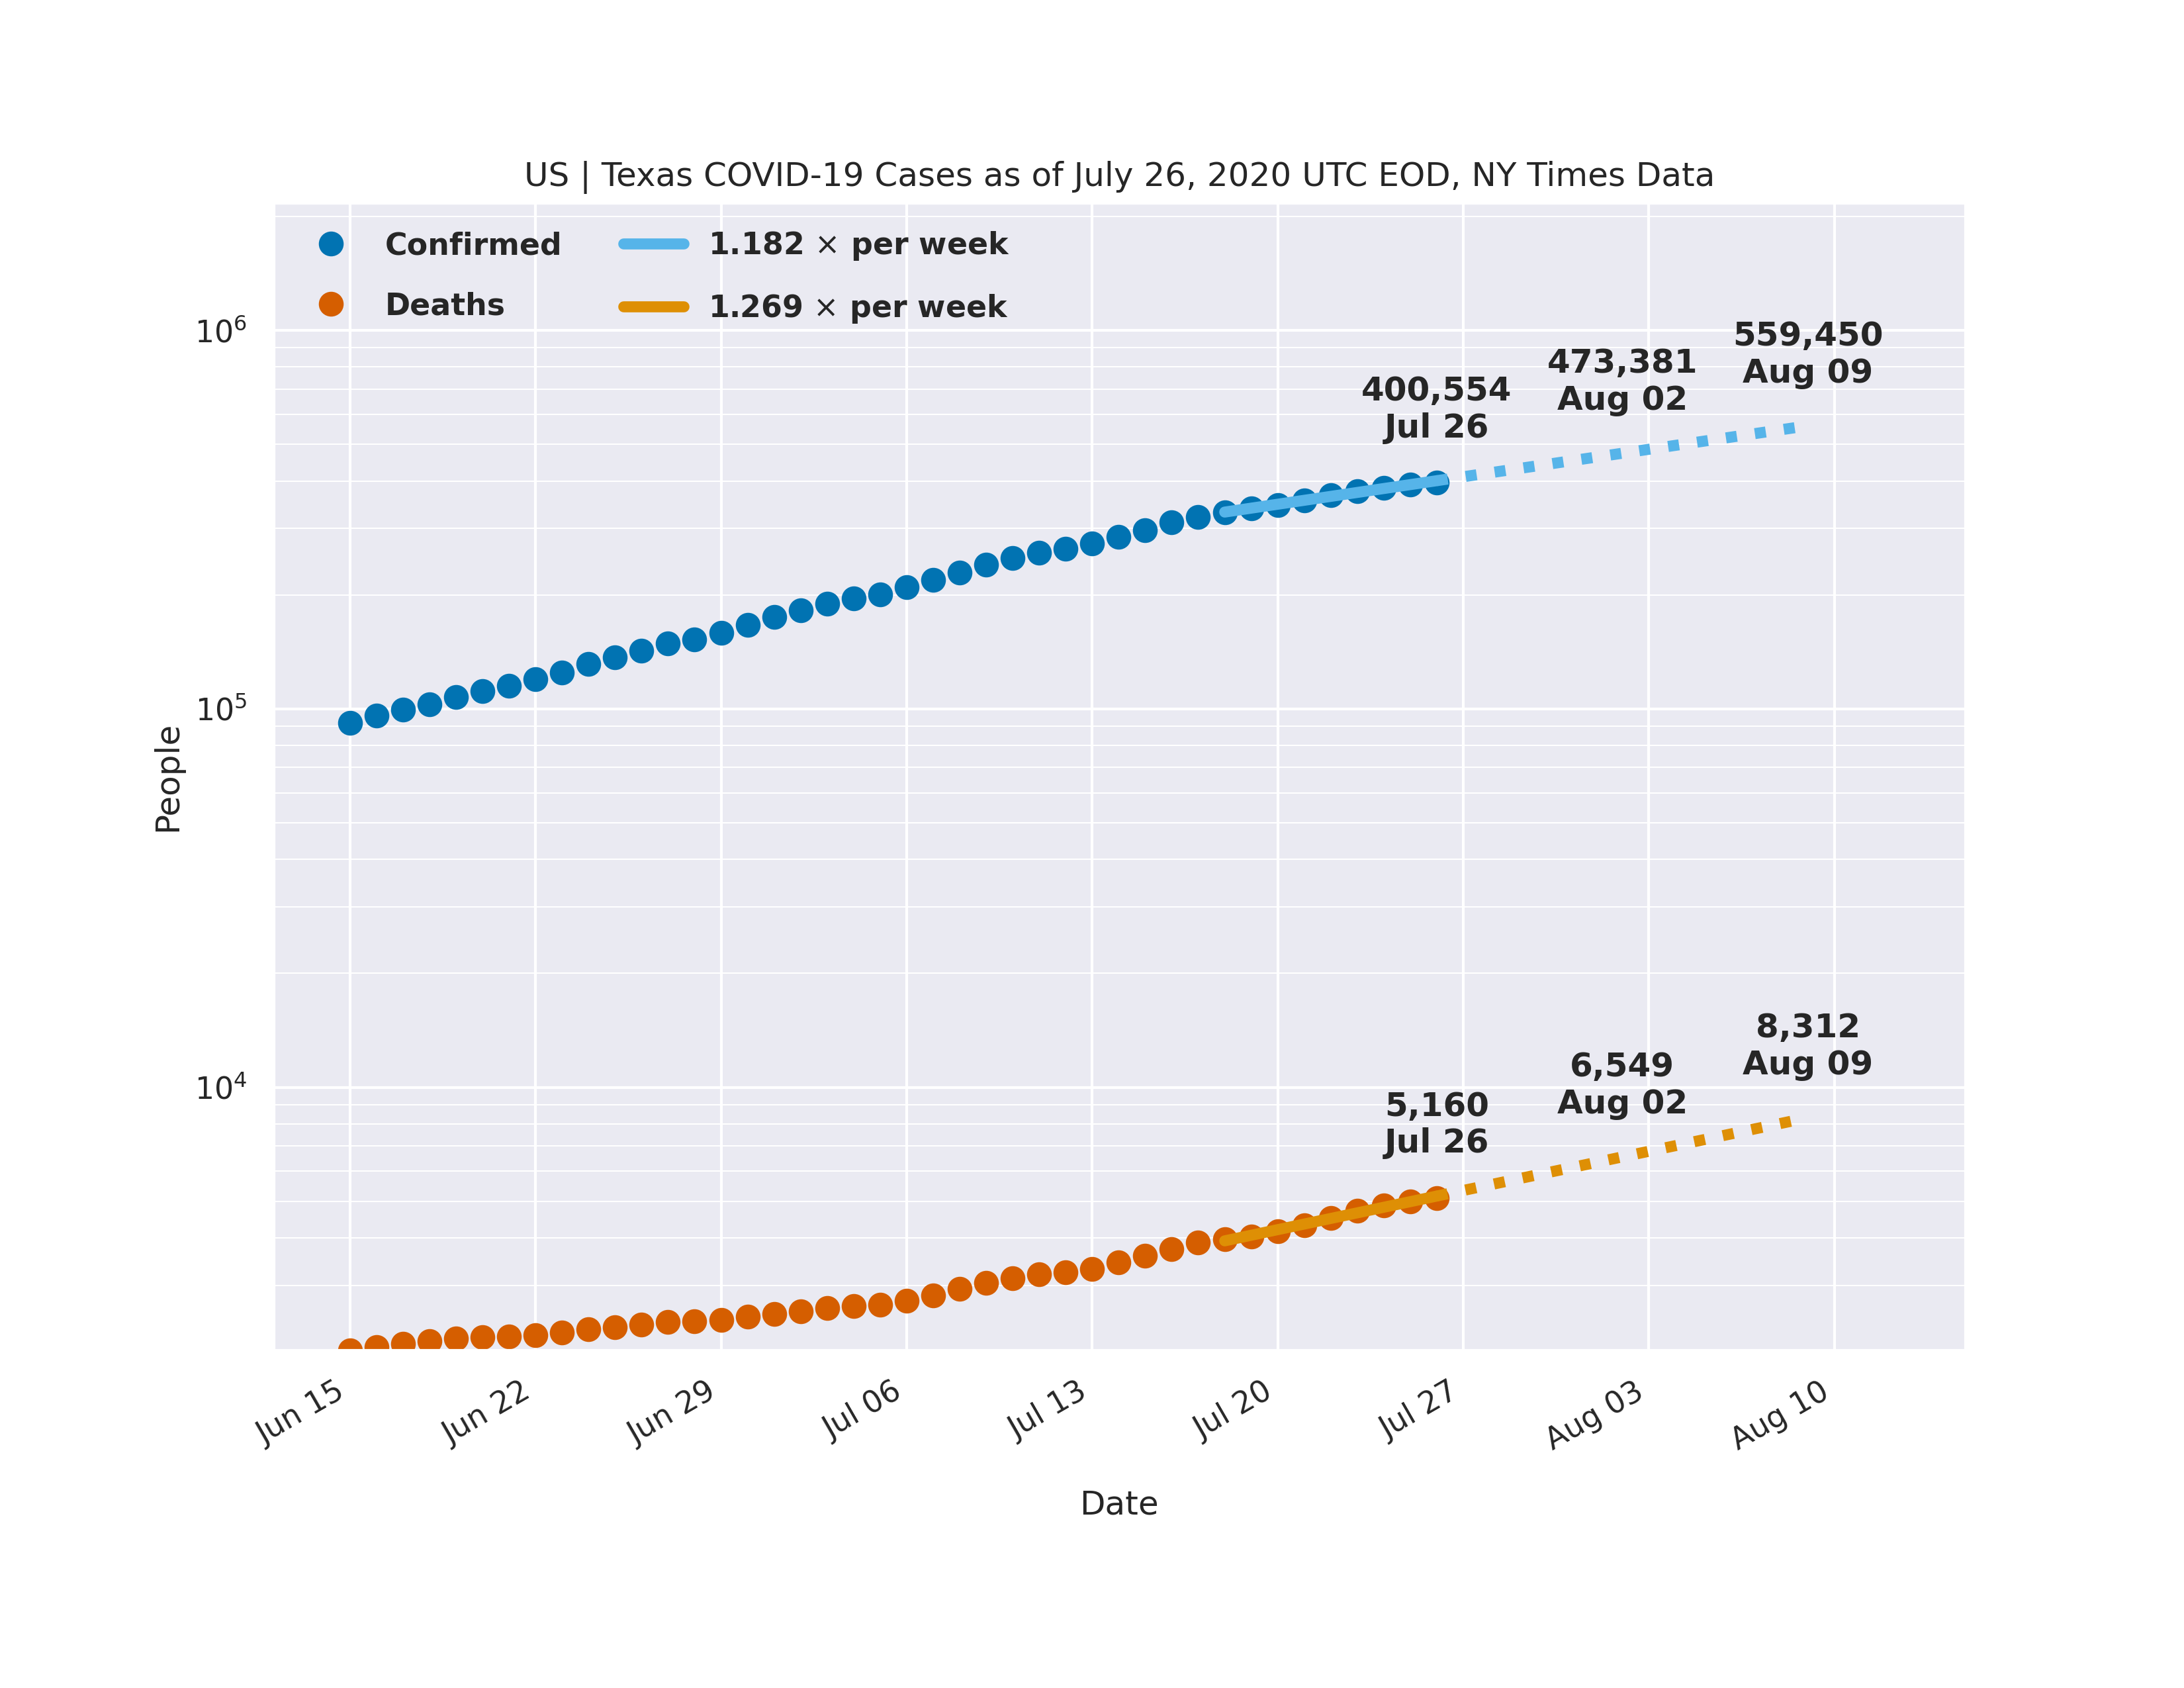 US | Texas COVID-19 Cases as of July 26, 2020 UTC EOD, NY Times Data
Confirmed
Deaths
1.182 × per week
1.269 × per week
10⁶
10⁵
10⁴
People
400,554
Jul 26
473,381
Aug 02
559,450
Aug 09
5,160
Jul 26
6,549
Aug 02
8,312
Aug 09
Jun 15
Jun 22
Jun 29
Jul 06
Jul 13
Jul 20
Jul 27
Aug 03
Aug 10
Date